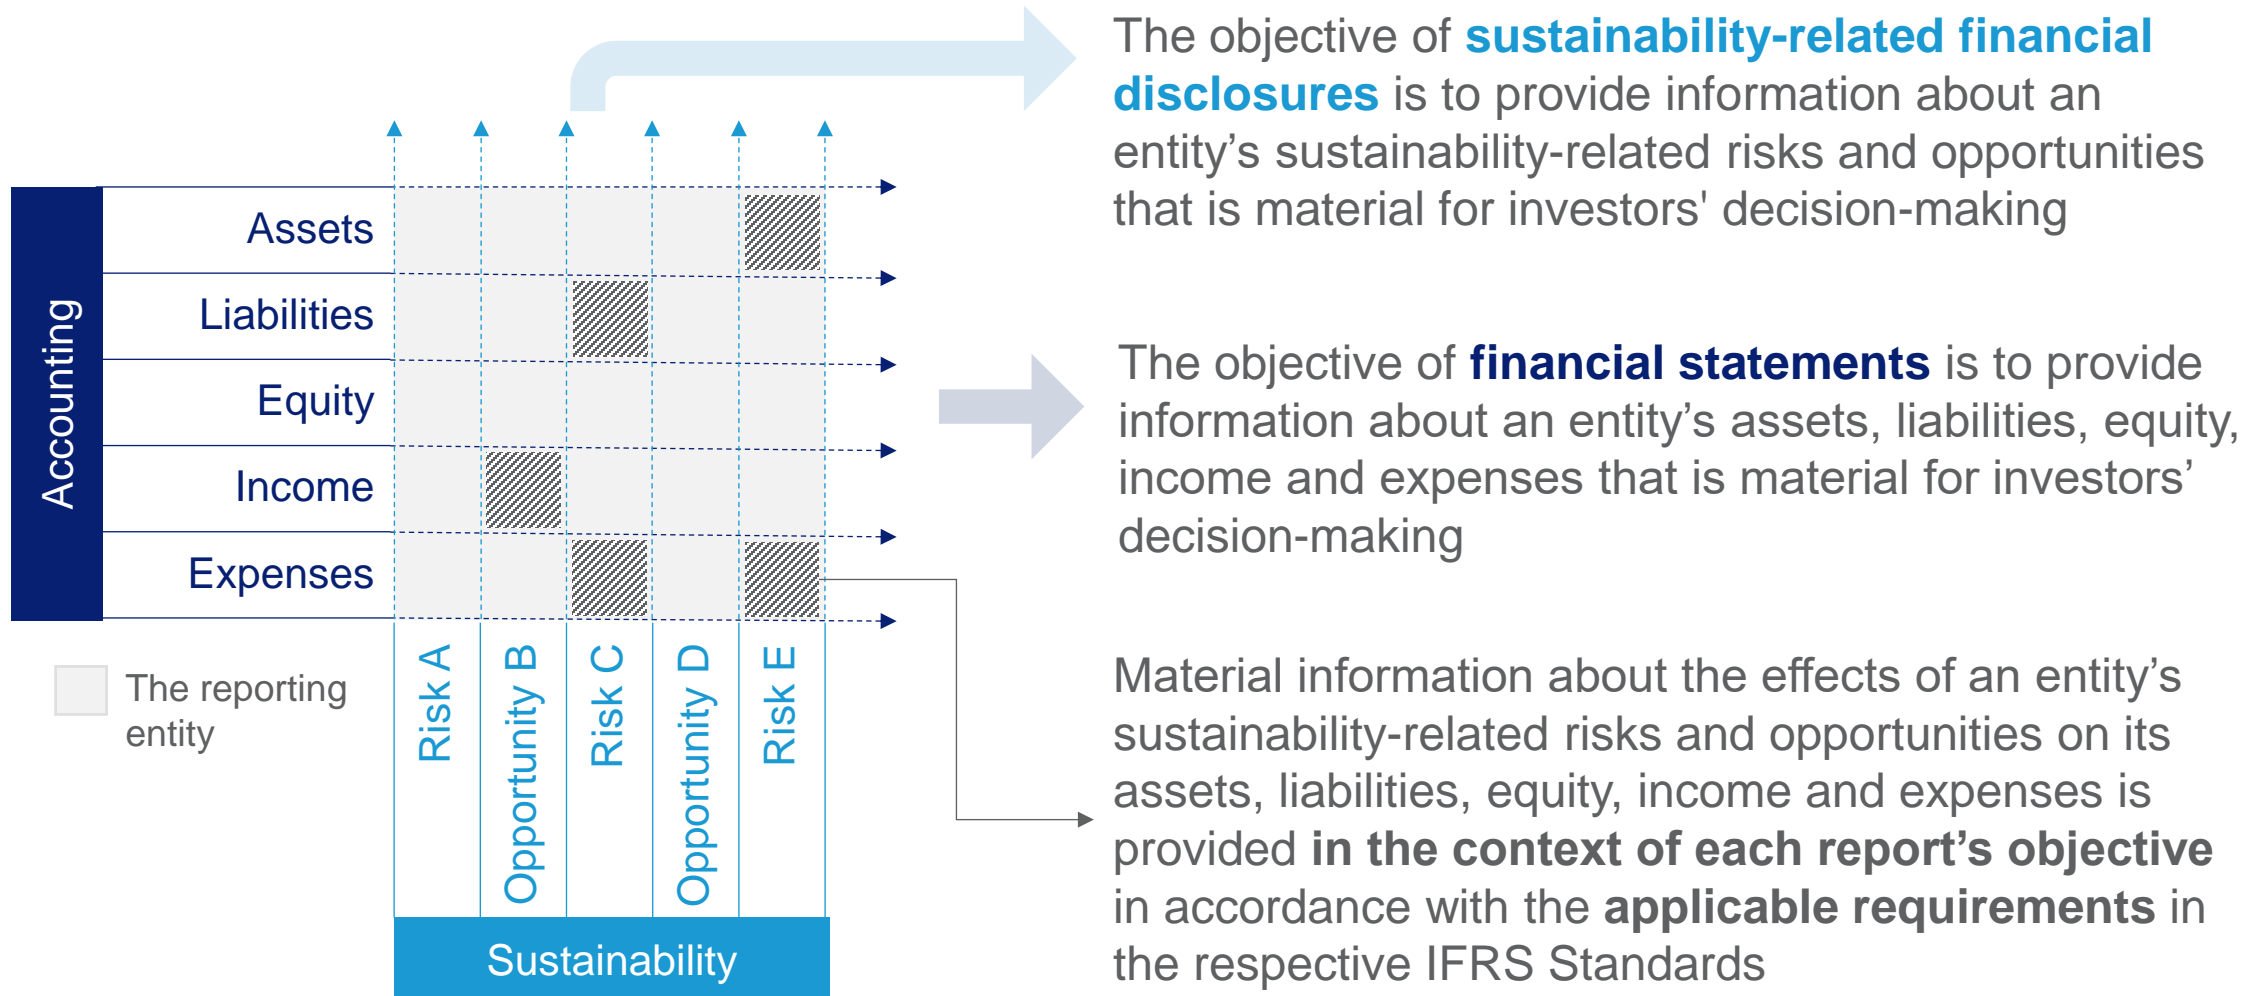 The objective of sustainability-related financial
disclosures is to provide information about an
entity’s sustainability-related risks and opportunities
that is material for investors' decision-making
Accounting
Assets
Liabilities
Equity
Income
Expenses
The objective of financial statements is to provide
information about an entity’s assets, liabilities, equity,
income and expenses that is material for investors’
decision-making
The reporting
entity
Risk A
Opportunity B
Risk C
Opportunity D
Risk E
Sustainability
Material information about the effects of an entity’s
sustainability-related risks and opportunities on its
assets, liabilities, equity, income and expenses is
provided in the context of each report’s objective
in accordance with the applicable requirements in
the respective IFRS Standards